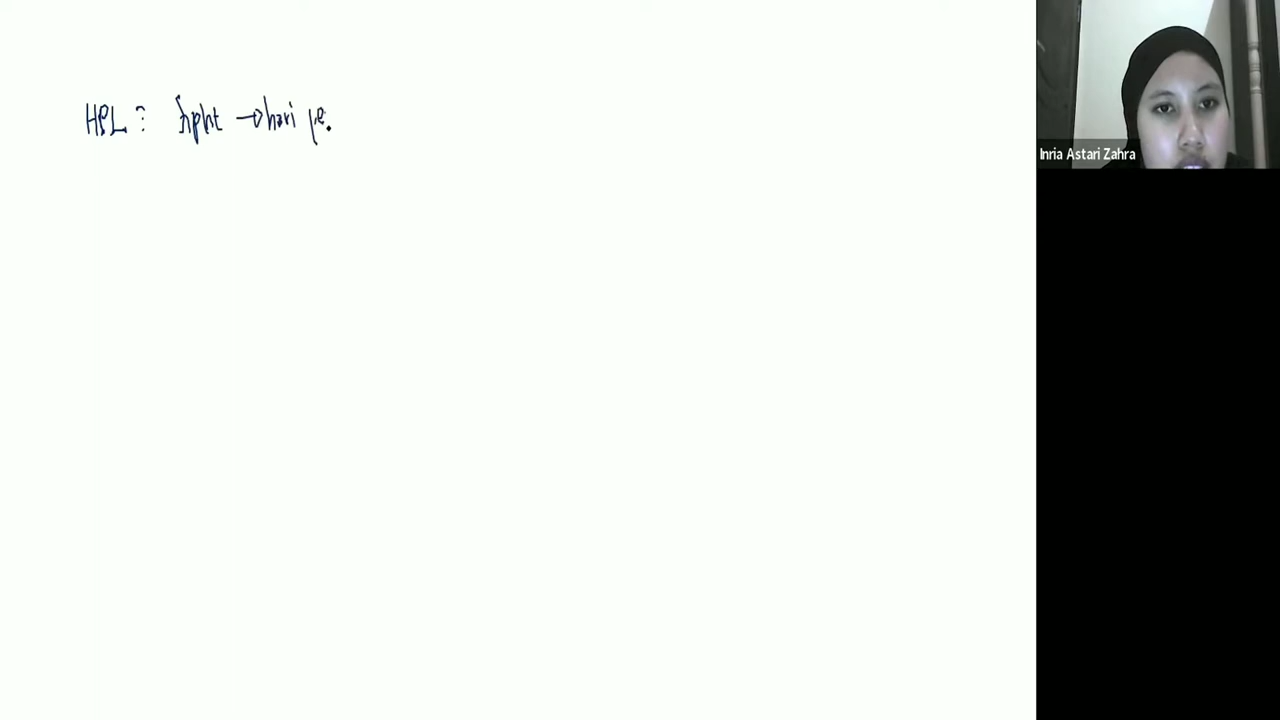 HPL : hpht → hari pe
Inria Astari Zahra